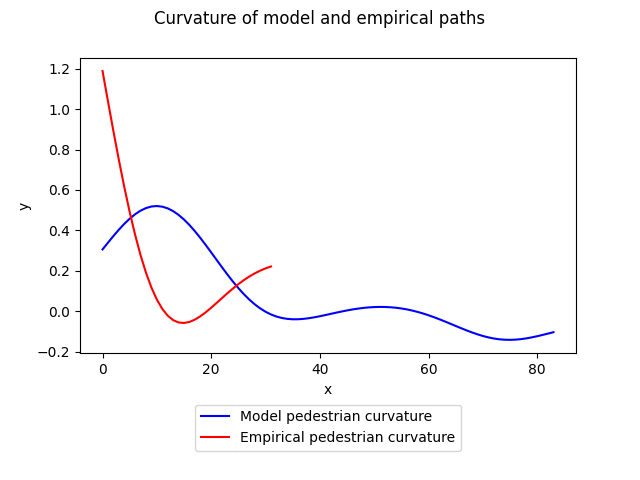 Curvature of model and empirical paths
1.2
1.0
0.8
0.6
0.4
0.2
0.0
−0.2
y
0 20 40 60 80
x
Model pedestrian curvature
Empirical pedestrian curvature